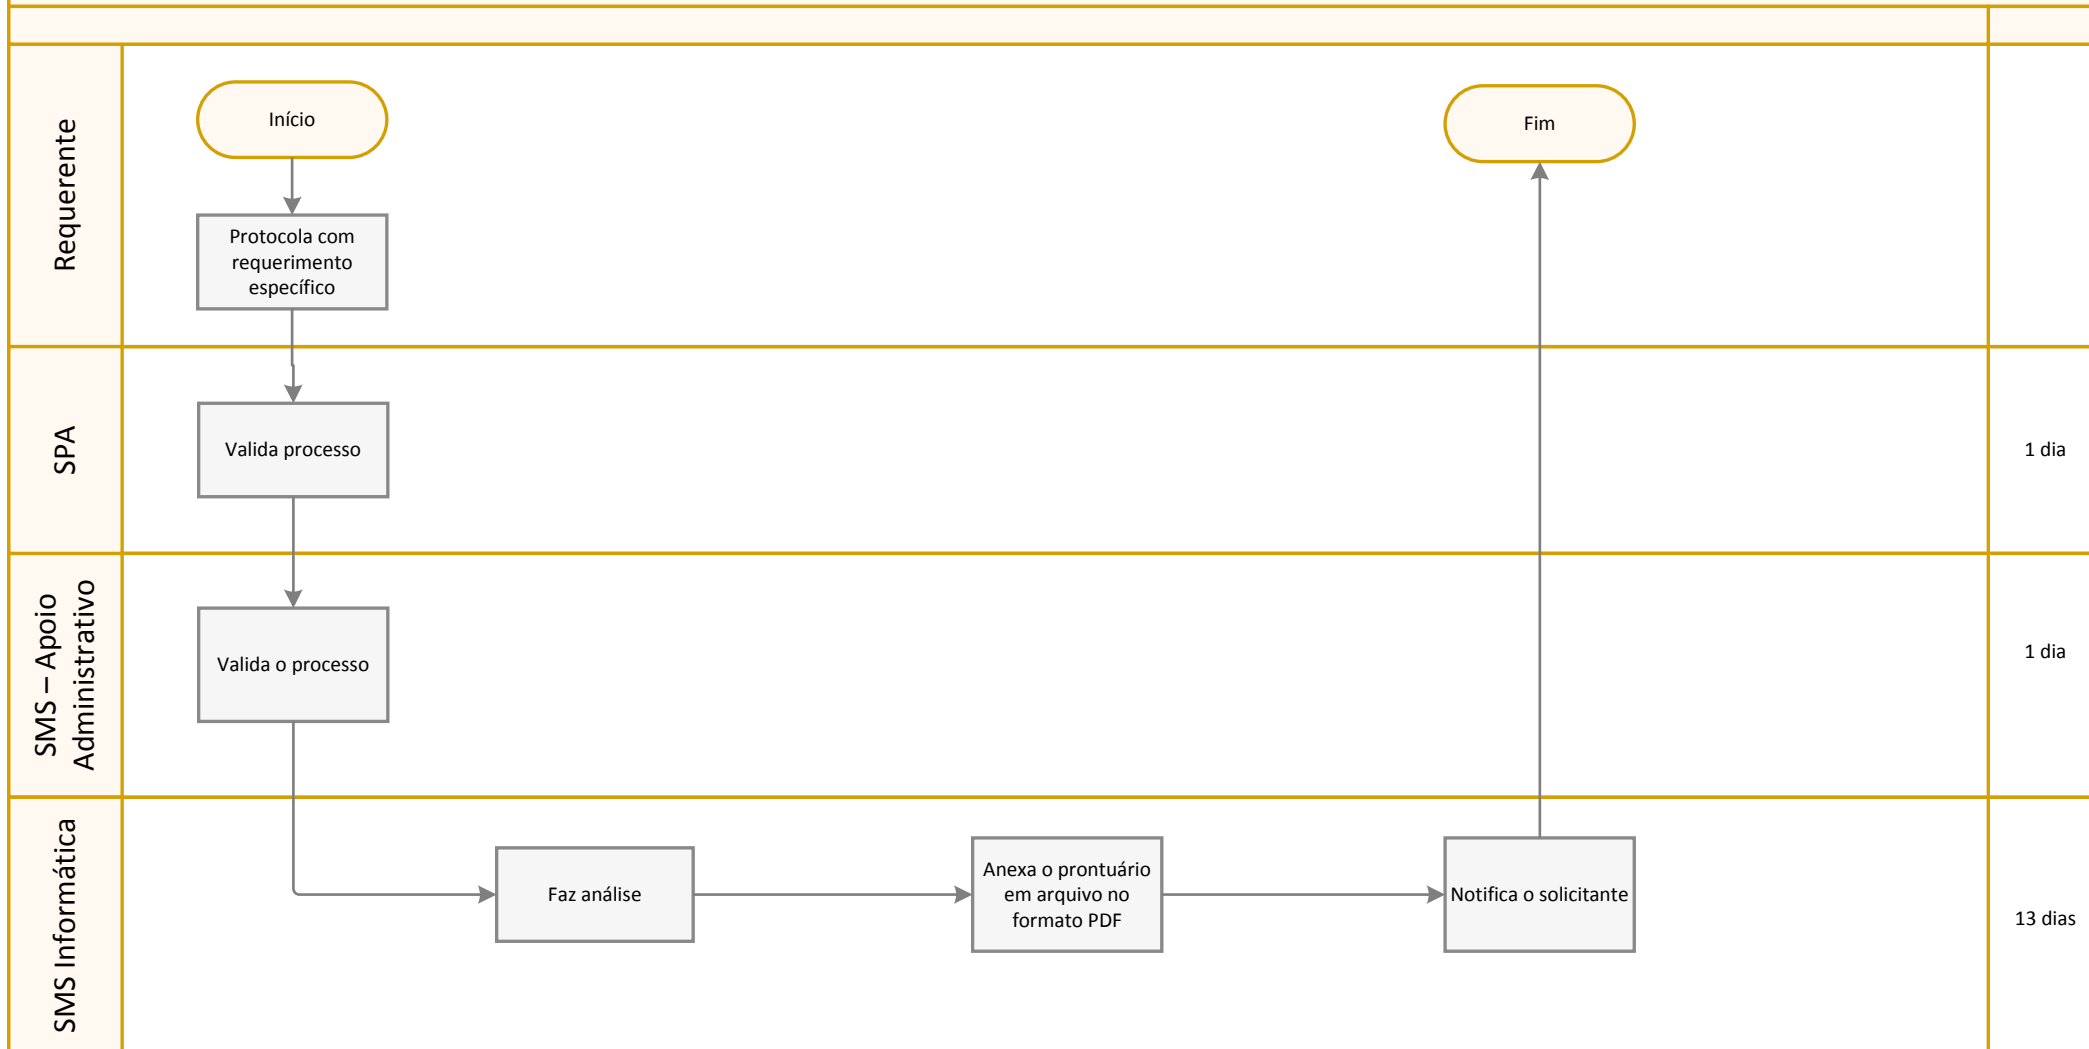 Requerente
Início
Fim
Protocola com
requerimento
específico
SPA
Valida processo
1 dia
SMS – Apoio
Administrativo
Valida o processo
1 dia
SMS Informática
Faz análise
Anexa o prontuário
em arquivo no
formato PDF
Notifica o solicitante
13 dias